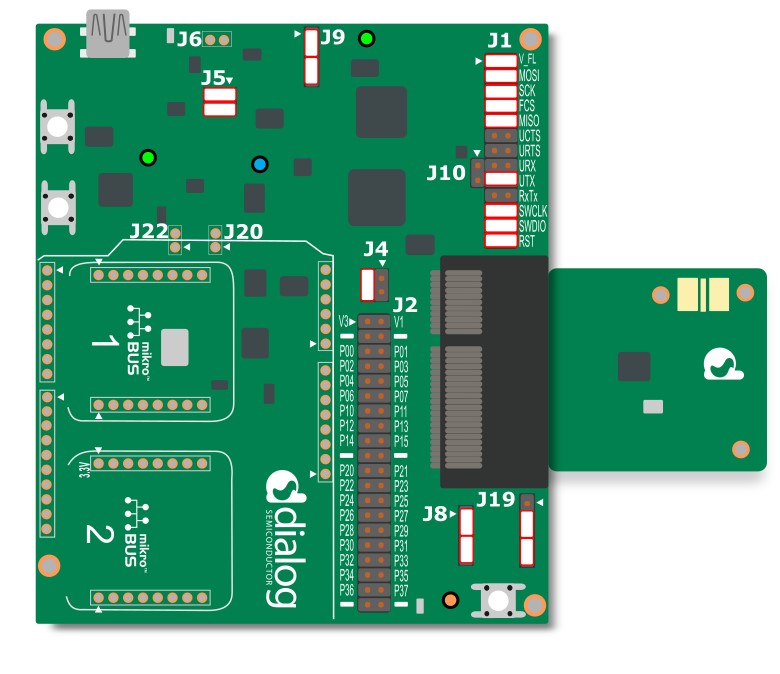 J6
J9
J1
J5
V_FL
MOSI
SCK
FCS
MISO
UCTS
URTS
URX
UTX
RxTx
SWCLK
SWDIO
RST
J10
J22
J20
J4
J2
V3 V1
P00 P01
P02 P03
P04 P05
P06 P07
P10 P11
P12 P13
P14 P15
P20 P21
P22 P23
P24 P25
P26 P27
P28 P29
P30 P31
P32 P33
P34 P35
P36 P37
1
mikro™
BUS
3.3V
2
mikro™
BUS
dialog
SEMICONDUCTOR
J8
J19